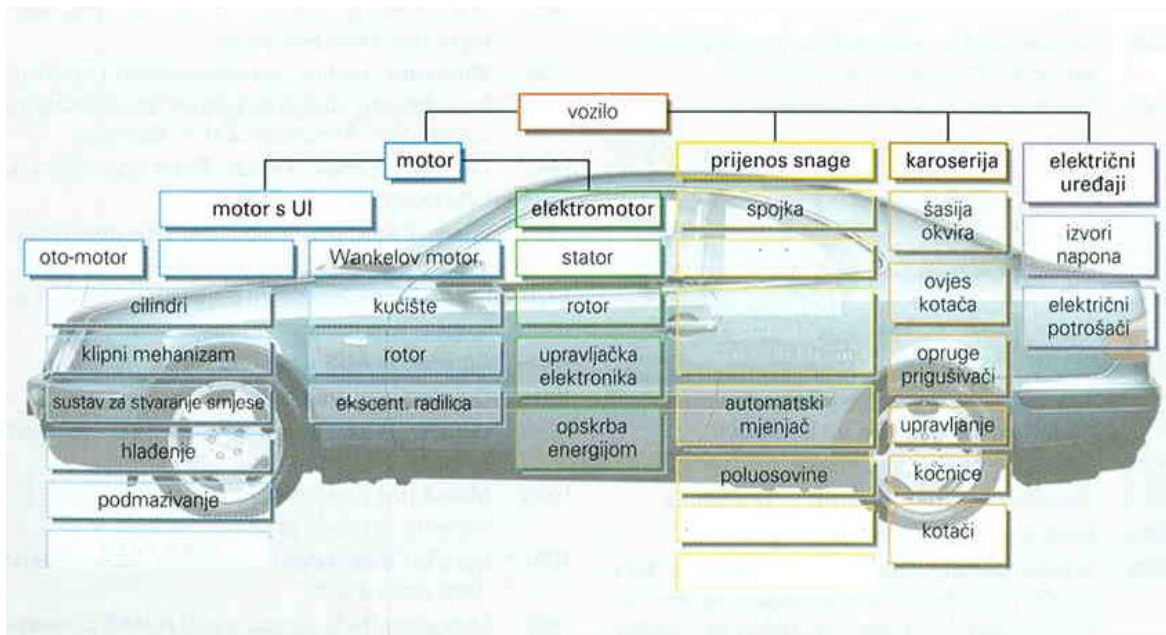 vozilo
motor
prijenos snage
karoserija
električni
uređaji
motor s UI
elektromotor
spojka
šasija
okvira
izvori
napona
oto-motor
Wankelov motor
stator
cilindri
kućište
rotor
ovjes
kotača
električni
potrošači
klipni mehanizam
rotor
upravljačka
elektronika
opruge
prigušivači
sustav za stvaranje smjese
ekscent. radilica
opskrba
energijom
automatski
mjenjač
upravljanje
hlađenje
poluosovine
kočnice
podmazivanje
kotači